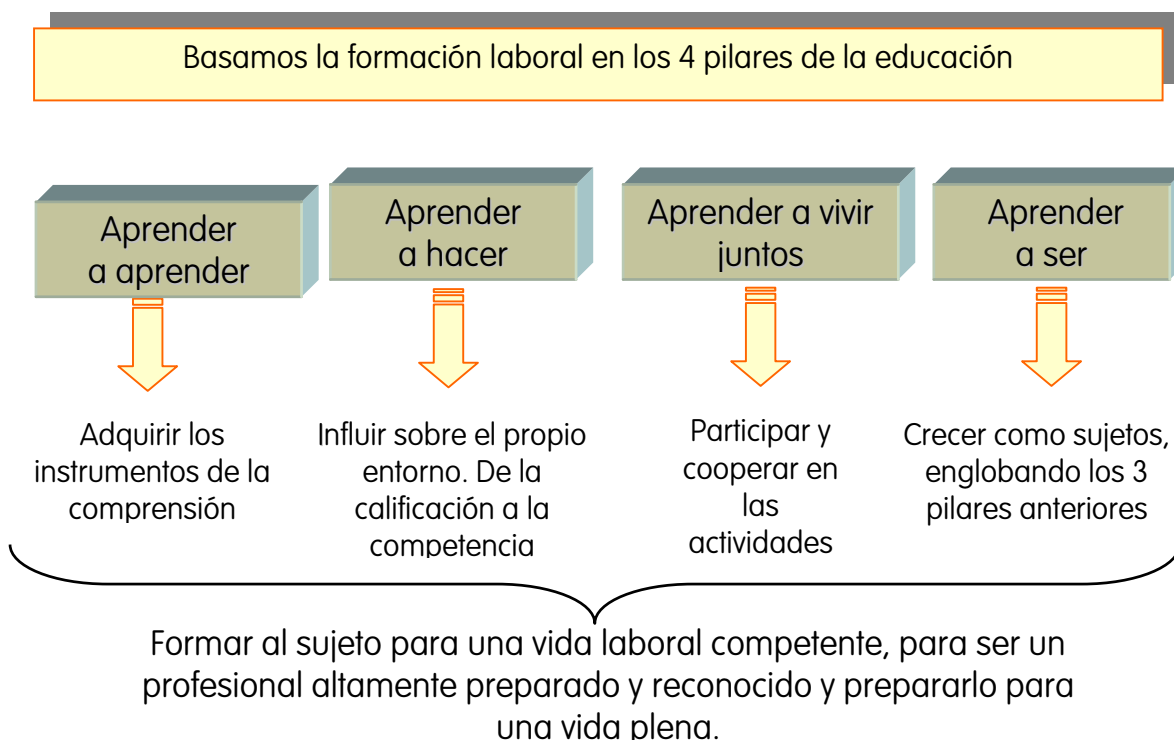 Basamos la formación laboral en los 4 pilares de la educación
Aprender
a aprender
Aprender
a hacer
Aprender a vivir
juntos
Aprender
a ser
Adquirir los
instrumentos de la
comprensión
Influir sobre el propio
entorno. De la
calificación a la
competencia
Participar y
cooperar en
las
actividades
Crecer como sujetos,
englobando los 3
pilares anteriores
Formar al sujeto para una vida laboral competente, para ser un
profesional altamente preparado y reconocido y prepararlo para
una vida plena.